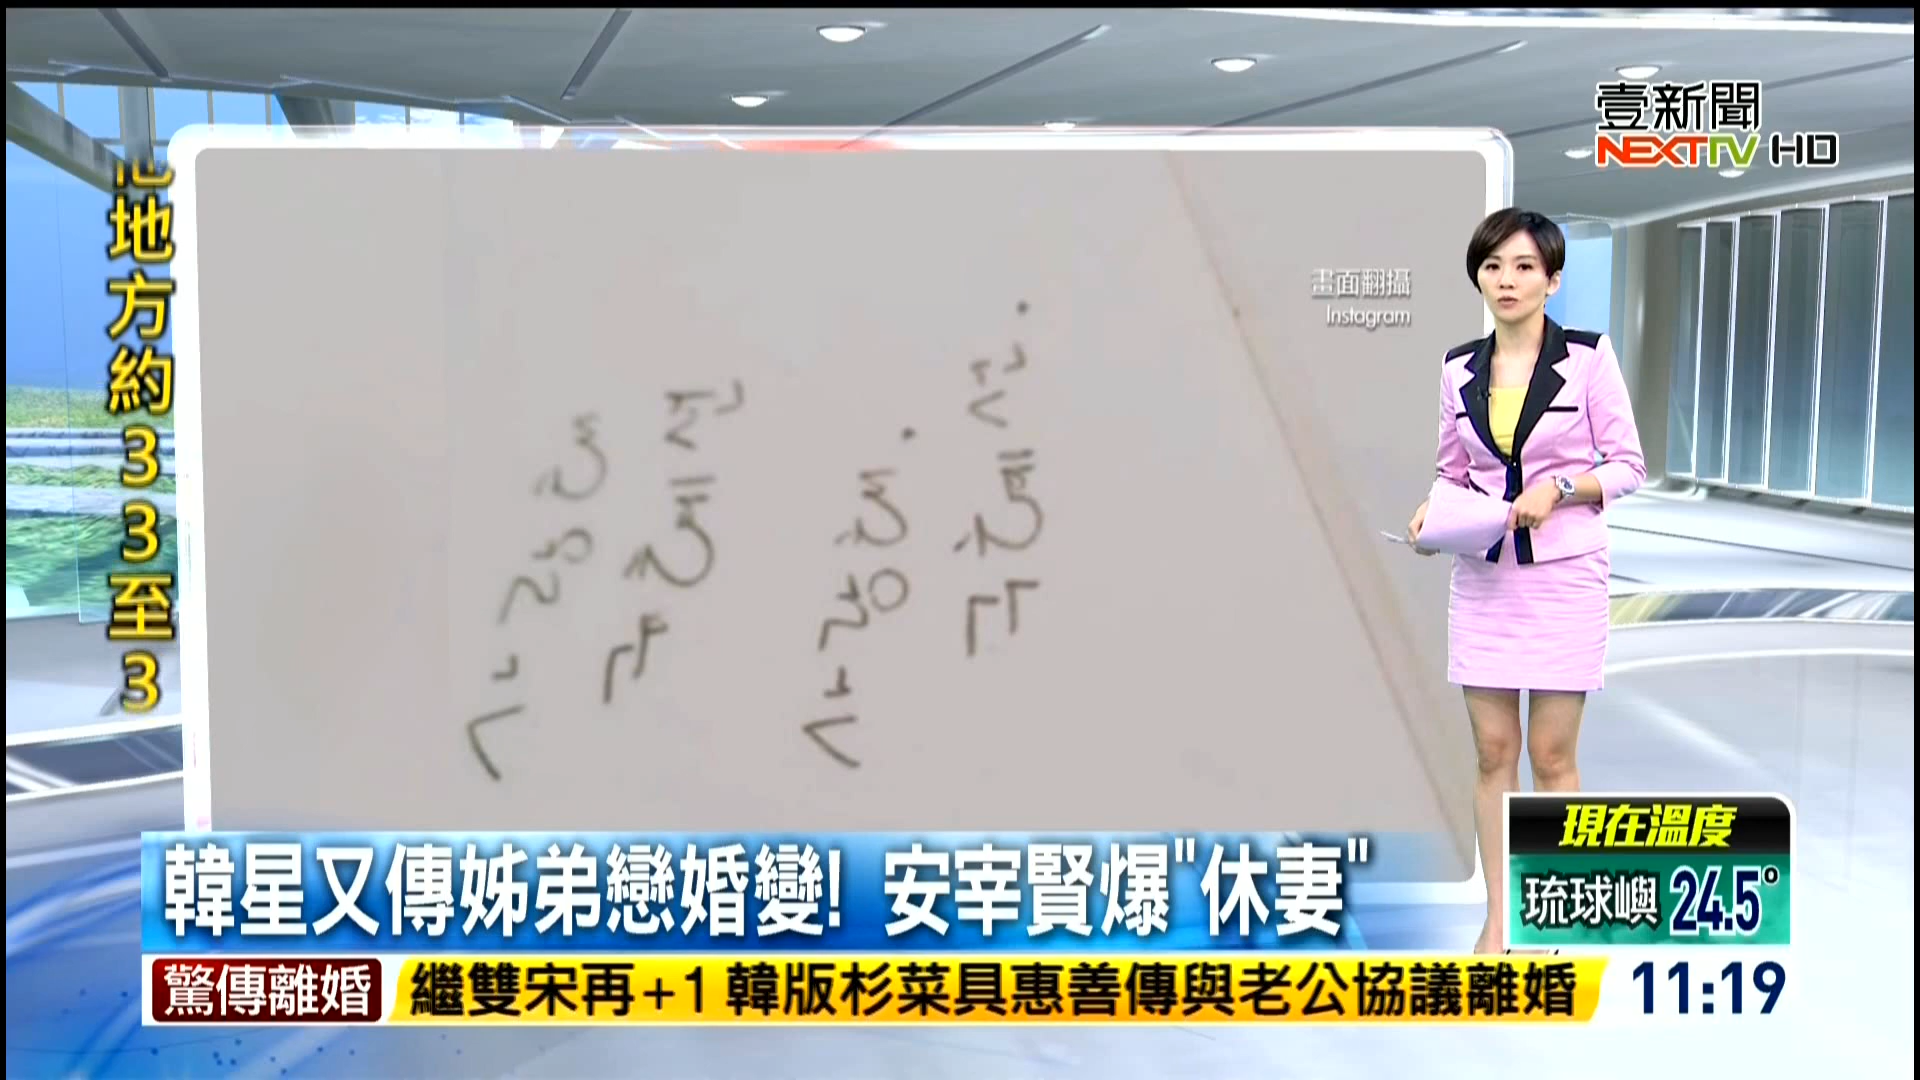 壹新聞
NEXTTV HD
地方約33至3
畫面翻攝
Instagram
韓星又傳姊弟戀婚變! 安宰賢爆"休妻"
現在溫度
琉球嶼 24.5°
驚傳離婚
繼雙宋再+1 韓版杉菜具惠善傳與老公協議離婚
11:19